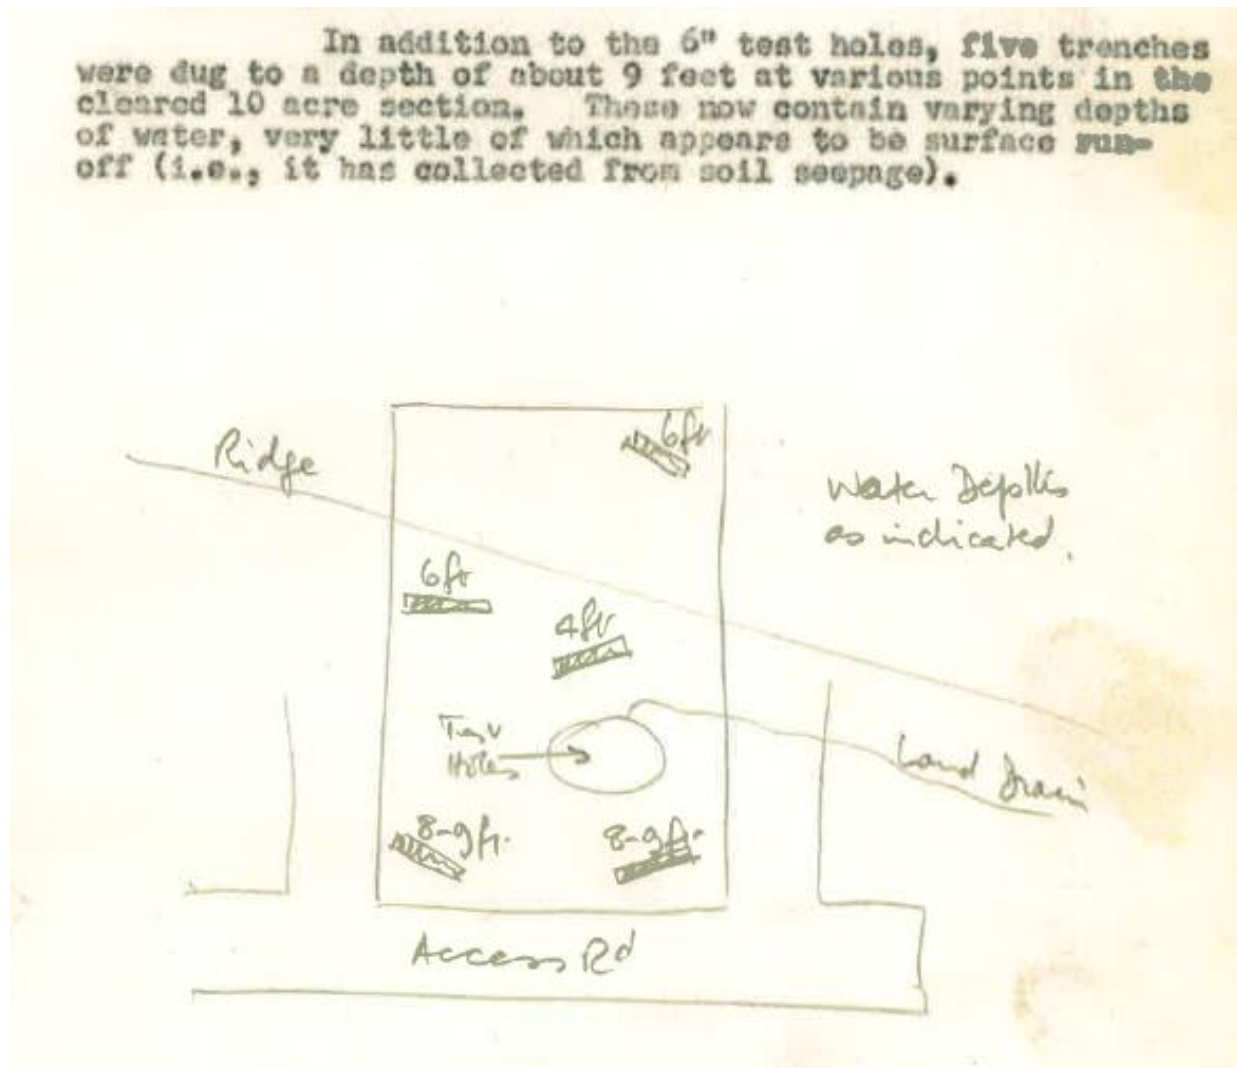 In addition to the 6" test holes, five trenches
were dug to a depth of about 9 feet at various points in the
cleared 10 acre section. These now contain varying depths
of water, very little of which appears to be surface run-
off (i.e., it has collected from soil seepage).
6ft
Ridge
Water Depths
as indicated.
6ft
4ft
Test
Holes
Land Drain
8-9ft.
8-9ft.
Access Rd